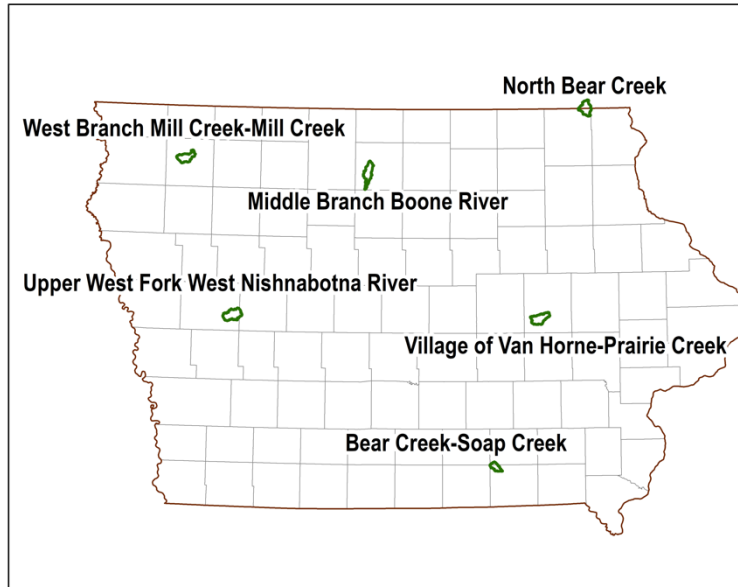 North Bear Creek
West Branch Mill Creek-Mill Creek
Middle Branch Boone River
Upper West Fork West Nishnabotna River
Village of Van Horne-Prairie Creek
Bear Creek-Soap Creek